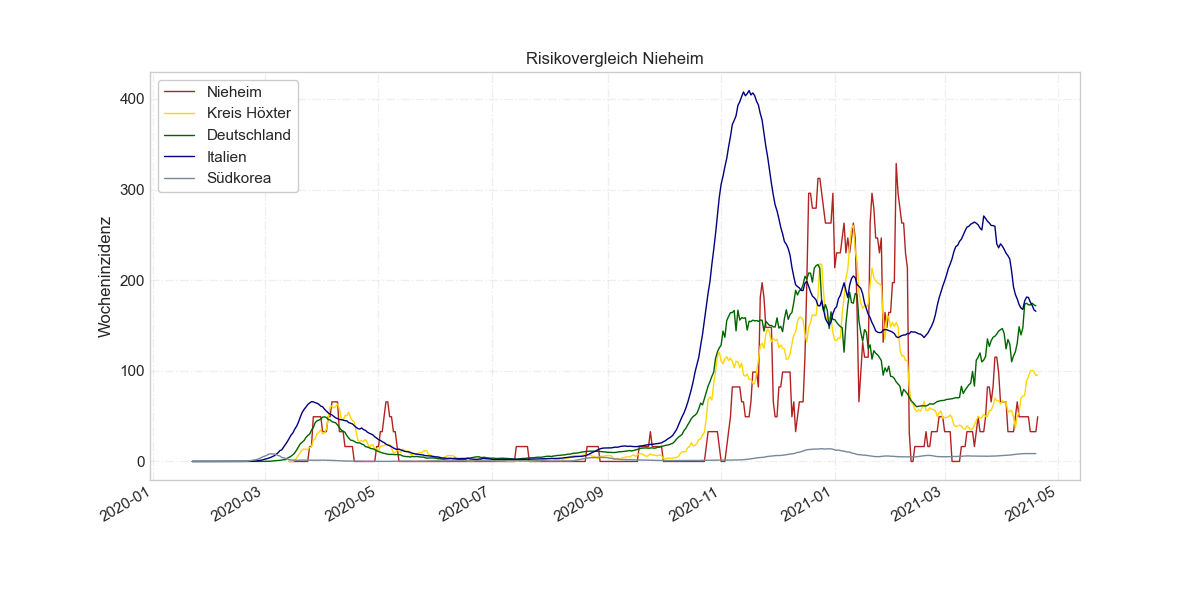 Risikovergleich Nieheim
Nieheim
Kreis Höxter
Deutschland
Italien
Südkorea
Wocheninzidenz
400
300
200
100
0
2020-01
2020-03
2020-05
2020-07
2020-09
2020-11
2021-01
2021-03
2021-05